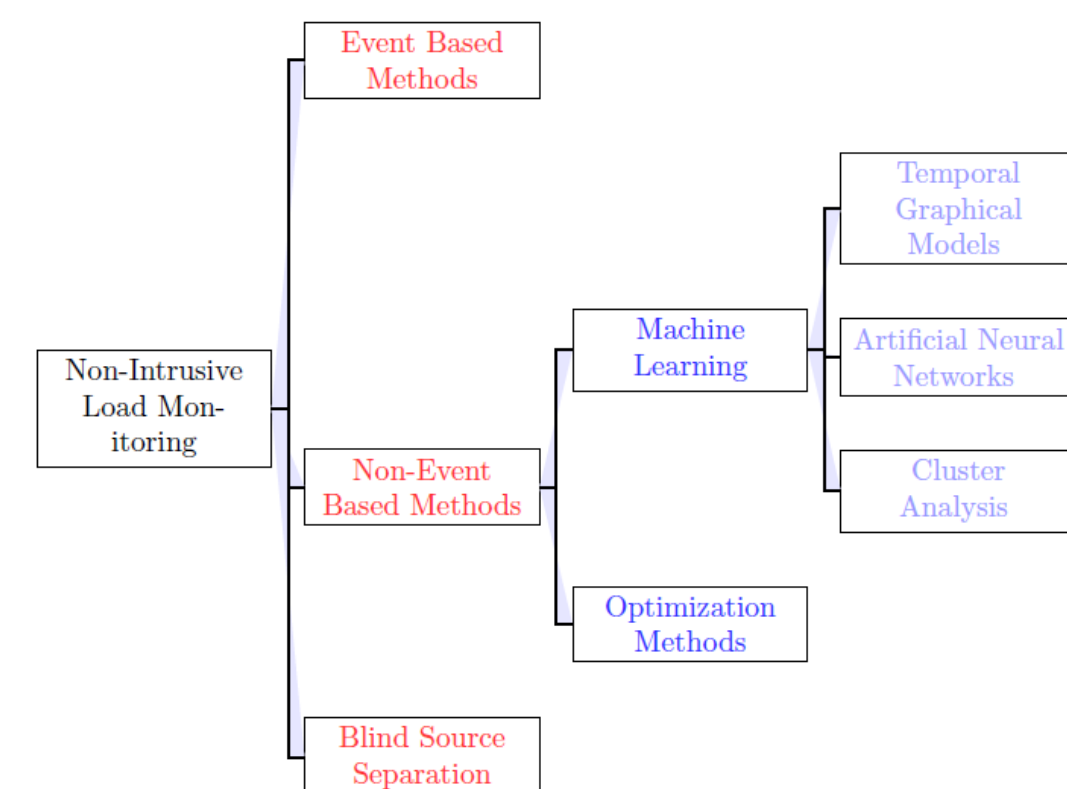 Event Based
Methods
Temporal
Graphical
Models
Machine
Learning
Artificial Neural
Networks
Non-Intrusive
Load Mon-
itoring
Non-Event
Based Methods
Cluster
Analysis
Optimization
Methods
Blind Source
Separation